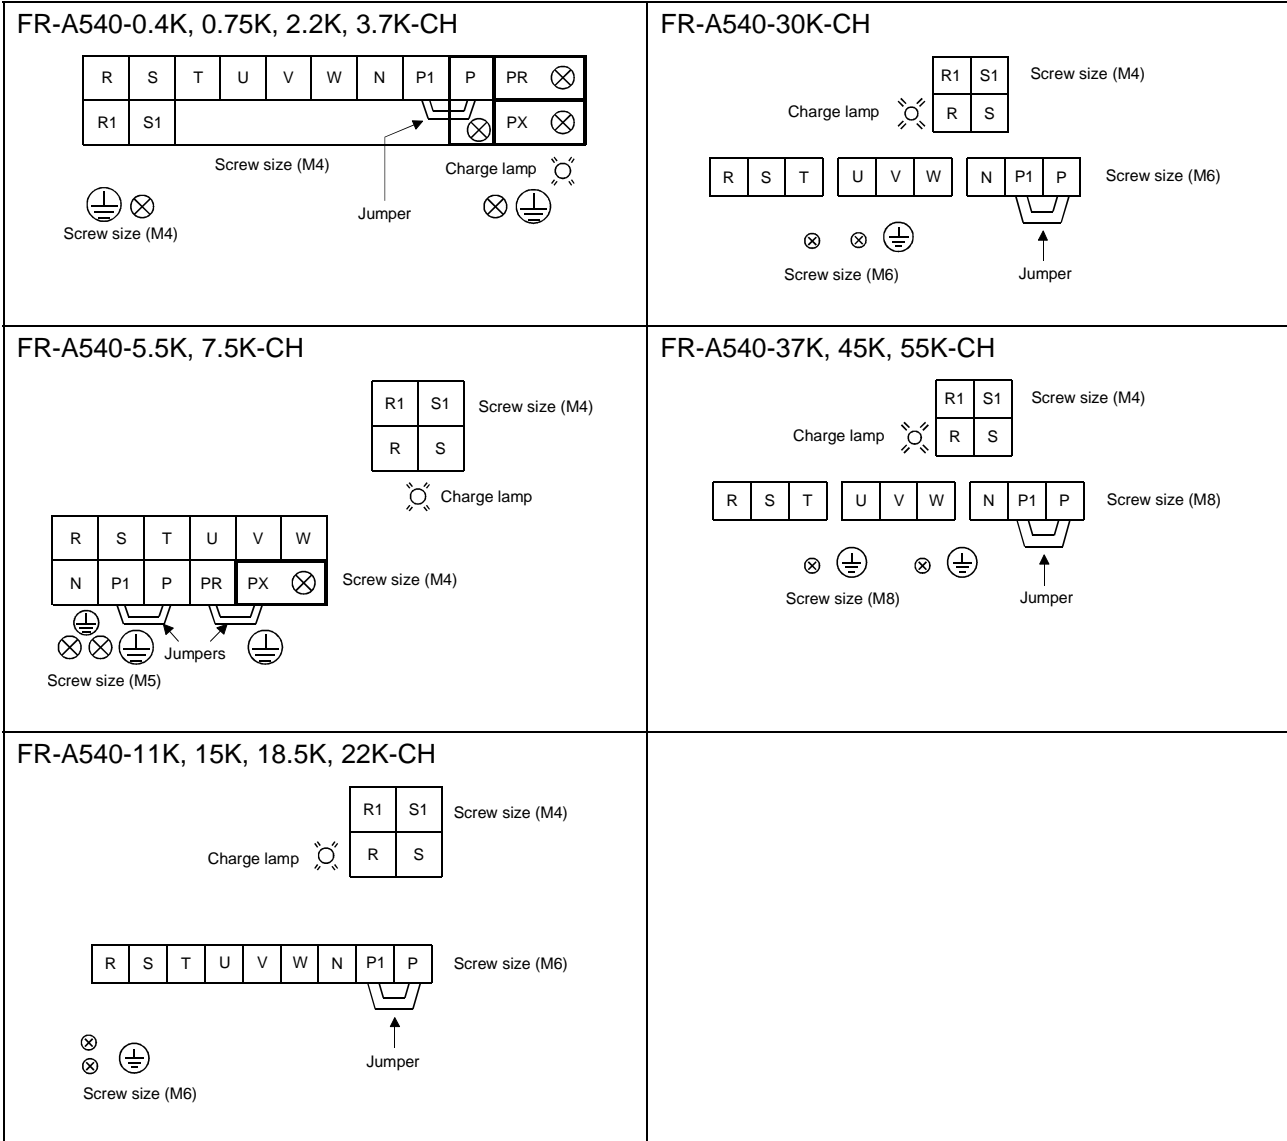 FR-A540-0.4K, 0.75K, 2.2K, 3.7K-CH
R S T U V W N P1 P PR
R1 S1 PX
Screw size (M4)
Charge lamp
Jumper
Screw size (M4)
FR-A540-30K-CH
R1 S1 Screw size (M4)
Charge lamp R S
R S T U V W N P1 P Screw size (M6)
Screw size (M6)
Jumper
FR-A540-5.5K, 7.5K-CH
R1 S1 Screw size (M4)
R S
Charge lamp
R S T U V W
N P1 P PR PX Screw size (M4)
Jumpers
Screw size (M5)
FR-A540-37K, 45K, 55K-CH
R1 S1 Screw size (M4)
Charge lamp R S
R S T U V W N P1 P Screw size (M8)
Screw size (M8)
Jumper
FR-A540-11K, 15K, 18.5K, 22K-CH
R1 S1 Screw size (M4)
Charge lamp R S
R S T U V W N P1 P Screw size (M6)
Jumper
Screw size (M6)